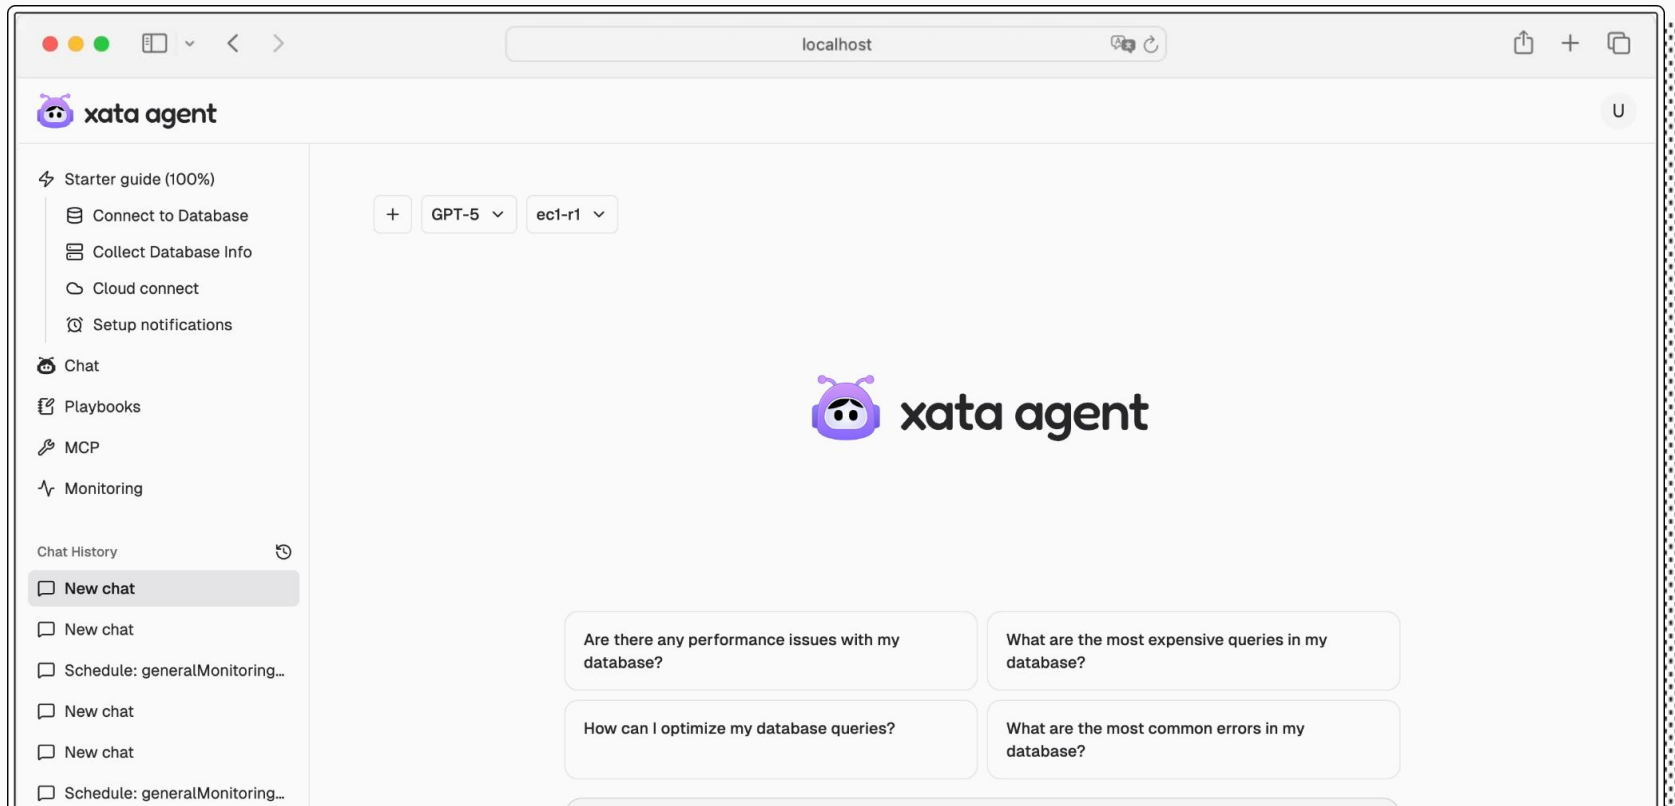 localhost
xata agent
U
Starter guide (100%)
Connect to Database
Collect Database Info
Cloud connect
Setup notifications
Chat
Playbooks
MCP
Monitoring
Chat History
New chat
New chat
Schedule: generalMonitoring...
New chat
New chat
Schedule: generalMonitoring...
GPT-5
ec1-r1
xata agent
Are there any performance issues with my
database?
What are the most expensive queries in my
database?
How can I optimize my database queries?
What are the most common errors in my
database?